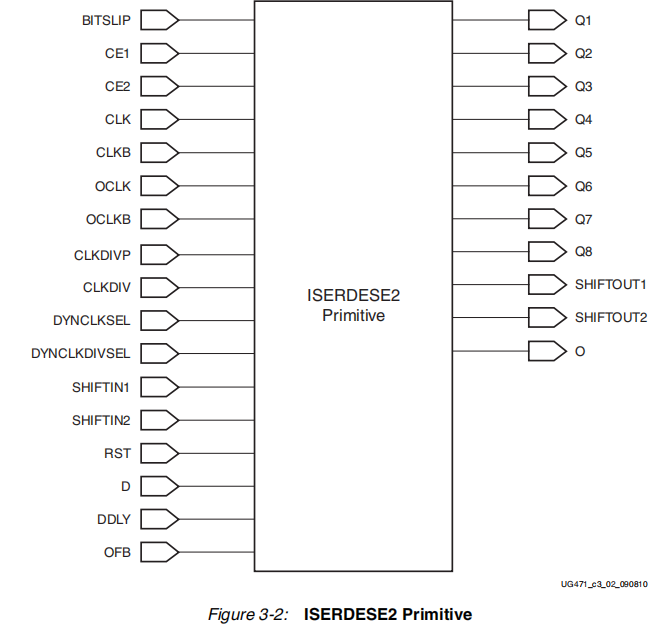 BITSLIP
CE1
CE2
CLK
CLKB
OCLK
OCLKB
CLKDIVP
CLKDIV
DYNCLKSEL
DYNCLKDIVSEL
SHIFTIN1
SHIFTIN2
RST
D
DDLY
OFB
ISERDESE2
Primitive
Q1
Q2
Q3
Q4
Q5
Q6
Q7
Q8
SHIFTOUT1
SHIFTOUT2
O
UG471_c3_02_090810
Figure 3-2: ISERDESE2 Primitive